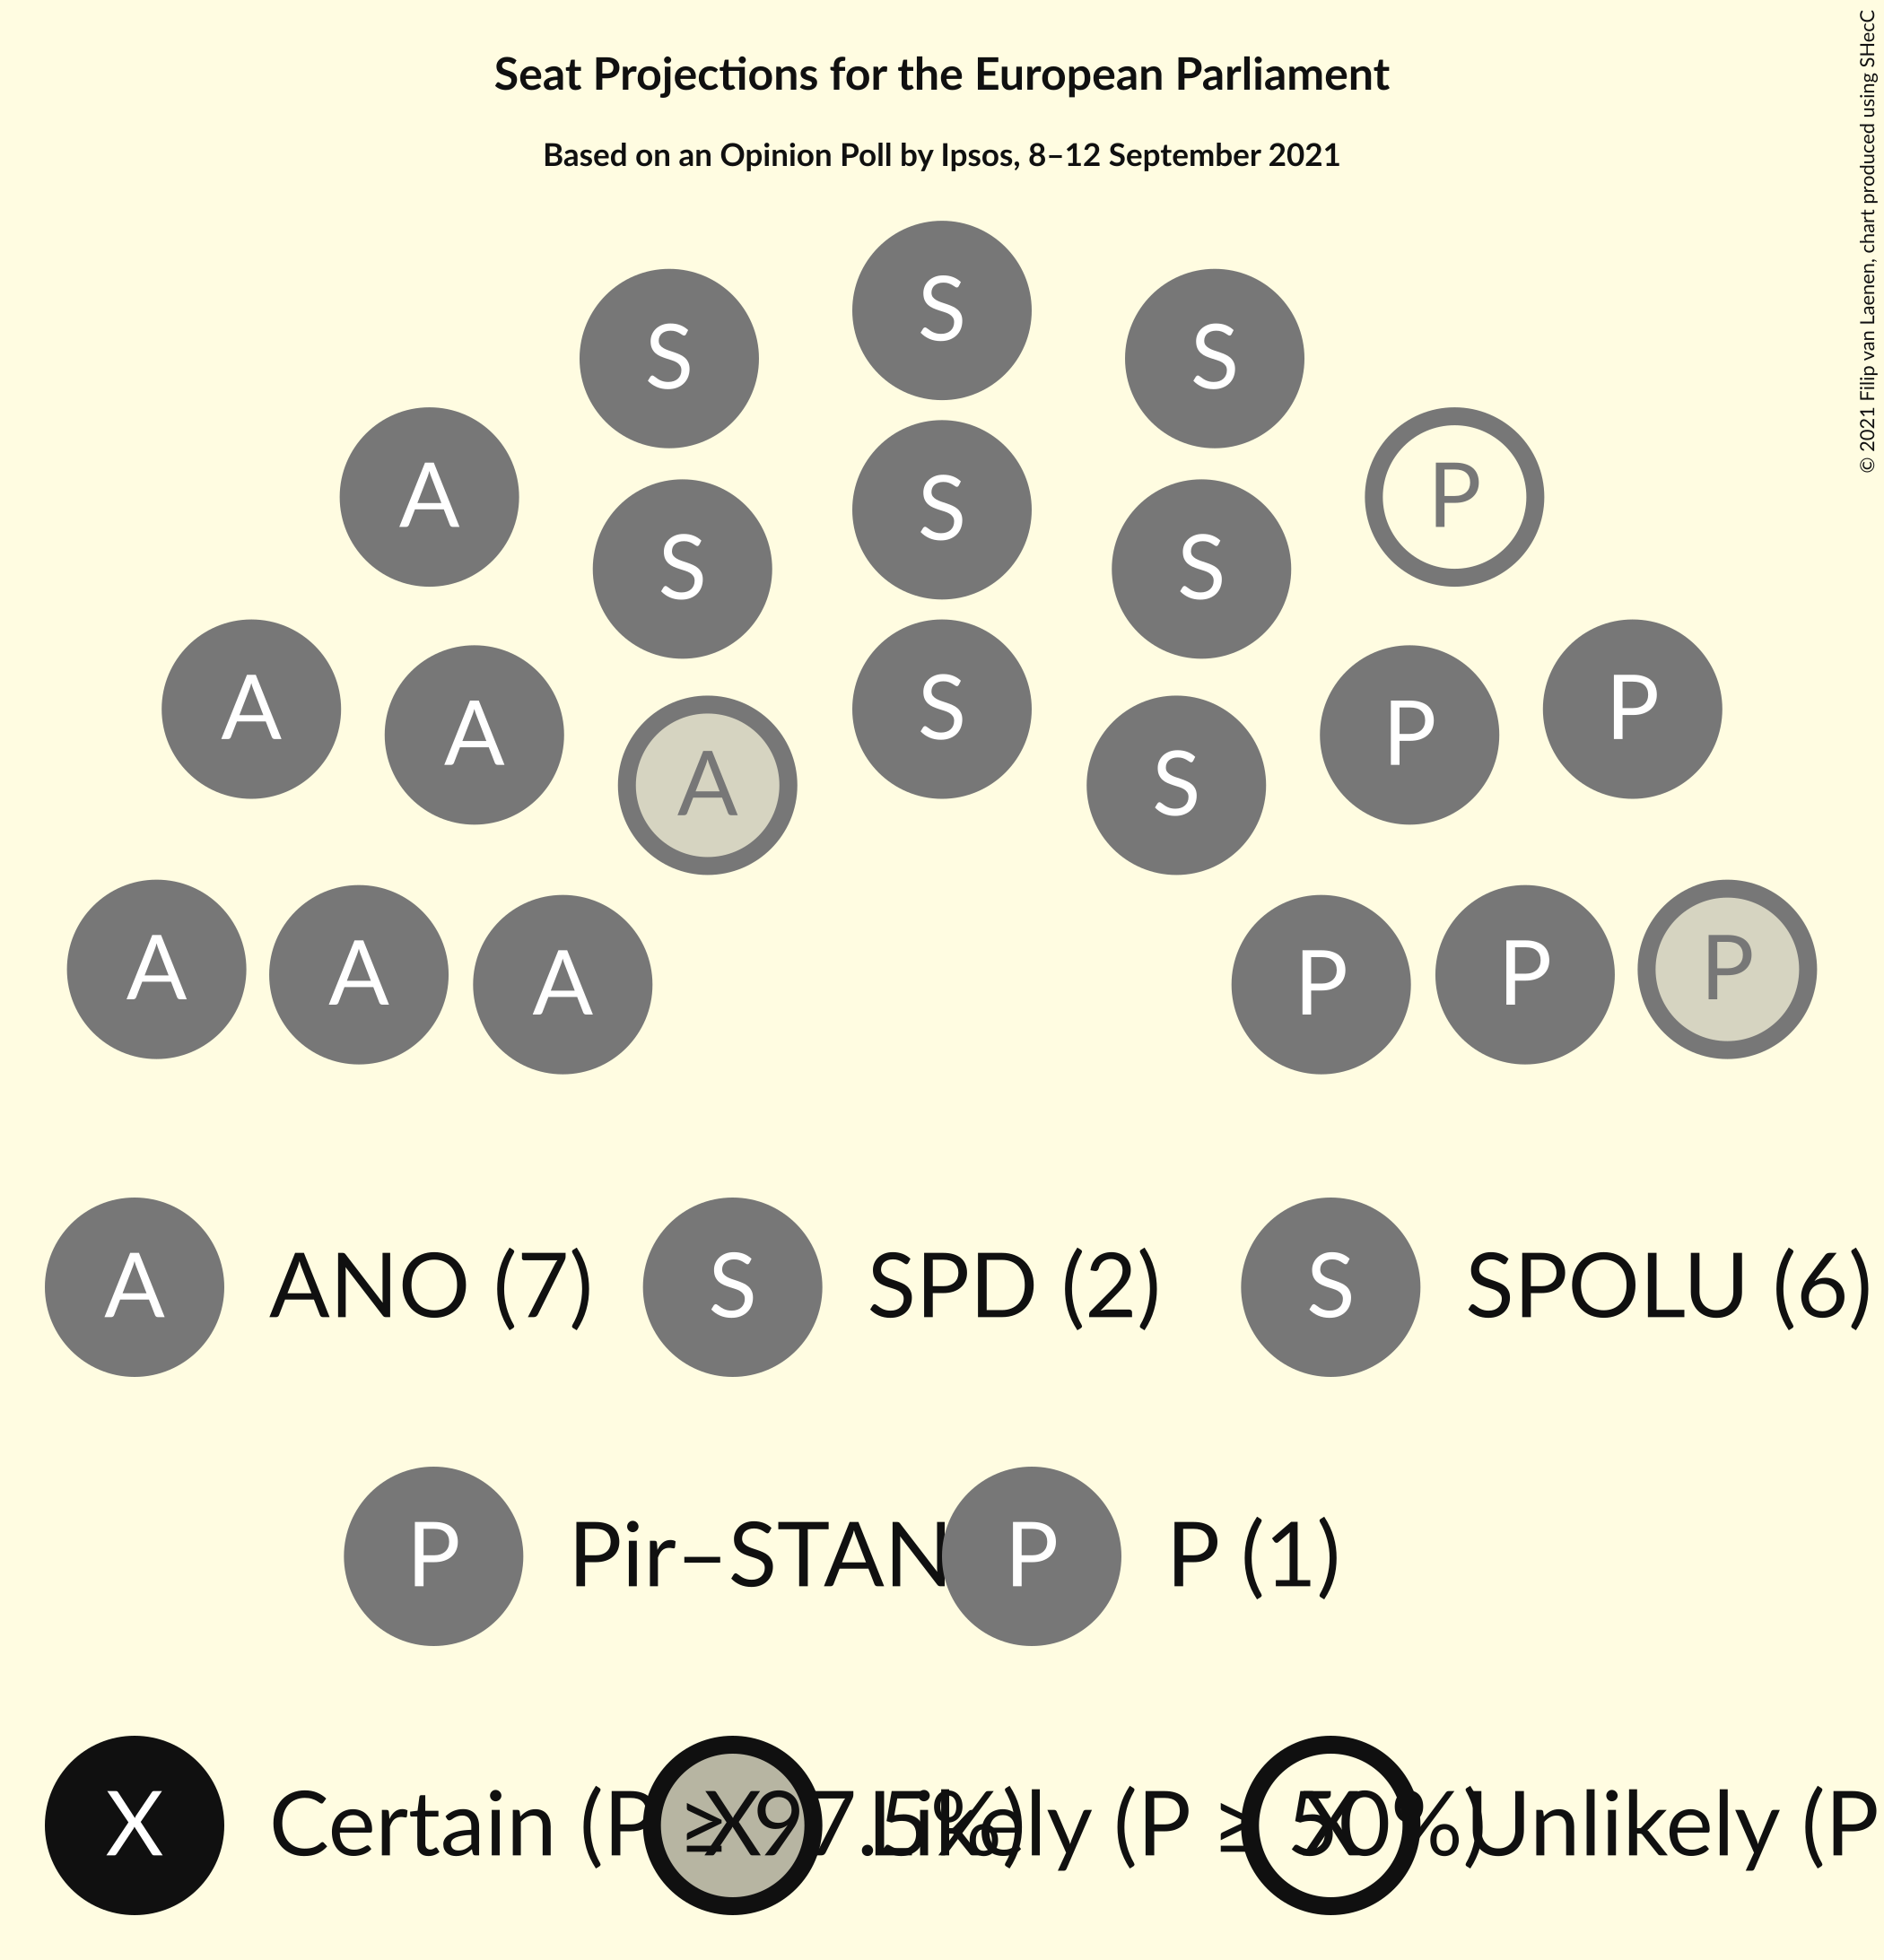 Seat Projections for the European Parliament
Based on an Opinion Poll by Ipsos, 8–12 September 2021
© 2021 Filip van Laenen, chart produced using SHecC
S
S S
A P
S
S S
A P
A P
A S
S
A P
A P
A P
A ANO (7) S SPD (2) S SPOLU (6)
P Pir–STAN P P (1)
X Certain (P ≥ 97.5%) X Likely (P ≥ 50%) X Unlikely (P